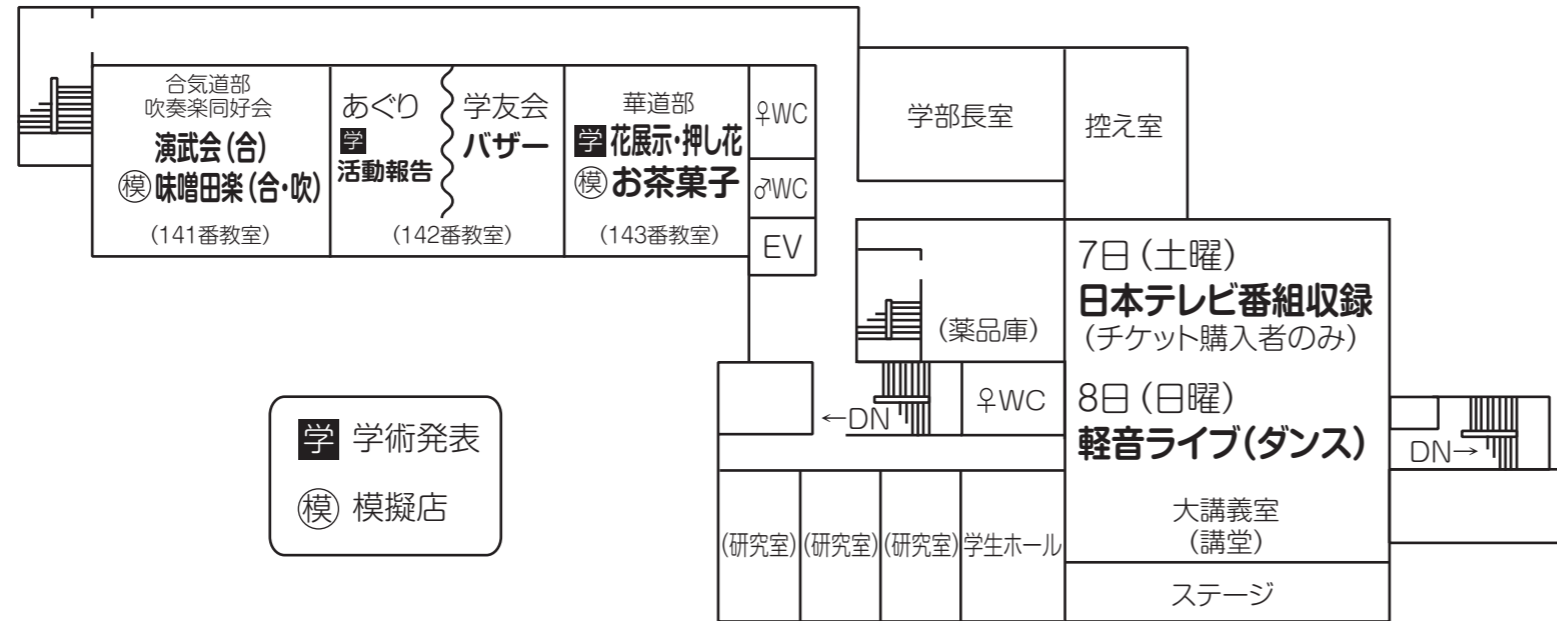 合気道部
吹奏楽同好会
演武会(合)
模 味噌田楽(合・吹)
(141番教室)
あぐり
学
活動報告
学友会
バザー
(142番教室)
華道部
学 花展示・押し花
模 お茶菓子
(143番教室)
♀WC
♂WC
EV
学部長室
控え室
(薬品庫)
←DN
♀WC
7日(土曜)
日本テレビ番組収録
(チケット購入者のみ)
8日(日曜)
軽音ライブ(ダンス)
大講義室
(講堂)
ステージ
DN→
学 学術発表
模 模擬店
(研究室)
(研究室)
(研究室)
学生ホール